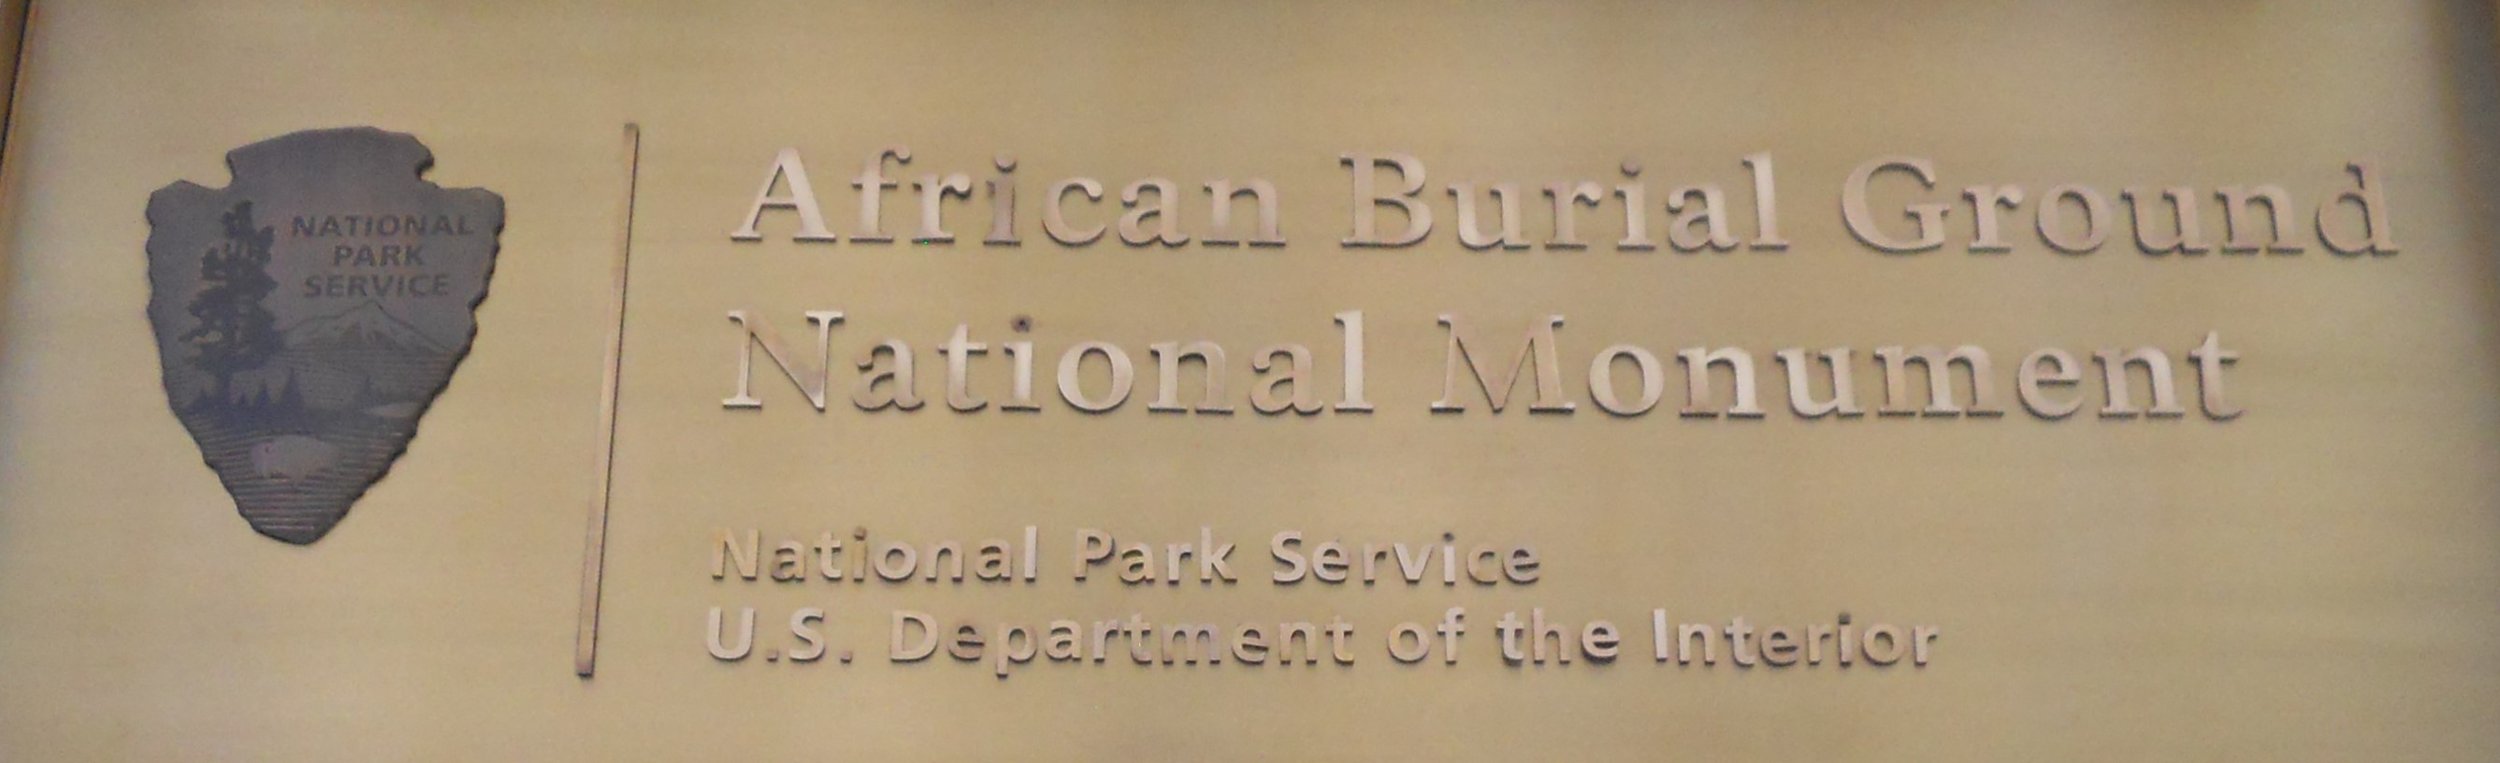 NATIONAL
PARK
SERVICE
African Burial Ground
National Monument
National Park Service
U.S. Department of the Interior